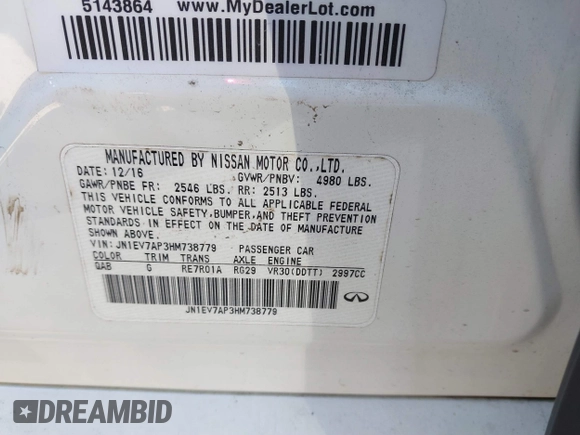 5143864 www.MyDealerLot.com
MANUFACTURED BY NISSAN MOTOR CO.,LTD.
DATE: 12/16 GVWR/PNBV: 4980 LBS.
GAWR/PNBE FR: 2546 LBS. RR: 2513 LBS.
THIS VEHICLE CONFORMS TO ALL APPLICABLE FEDERAL
MOTOR VEHICLE SAFETY,BUMPER,AND THEFT PREVENTION
STANDARDS IN EFFECT ON THE DATE OF MANUFACTURE
SHOWN ABOVE.
VIN: JN1EV7AP3HM738779 PASSENGER CAR
COLOR TRIM TRANS AXLE ENGINE
QAB G RE7R01A RG29 VR30(DDTT) 2997CC
JN1EV7AP3HM738779
INFINITI
DREAMBID